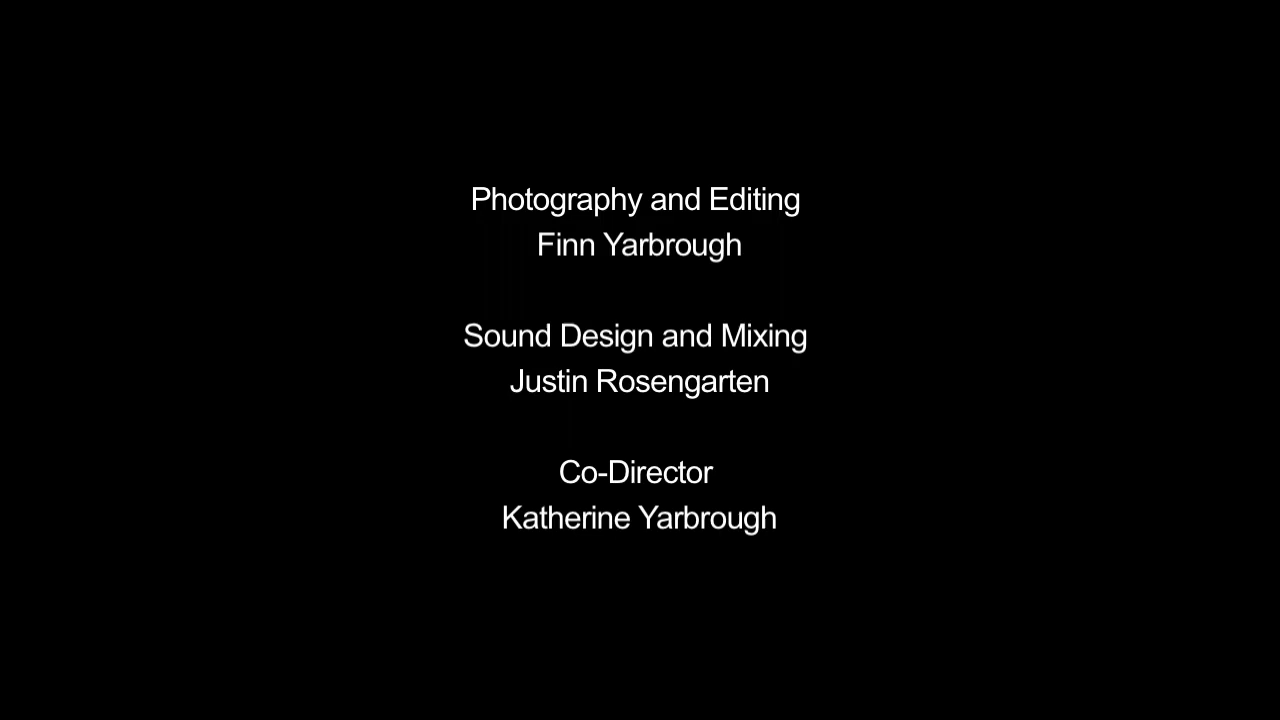 Photography and Editing
Finn Yarbrough
Sound Design and Mixing
Justin Rosengarten
Co-Director
Katherine Yarbrough